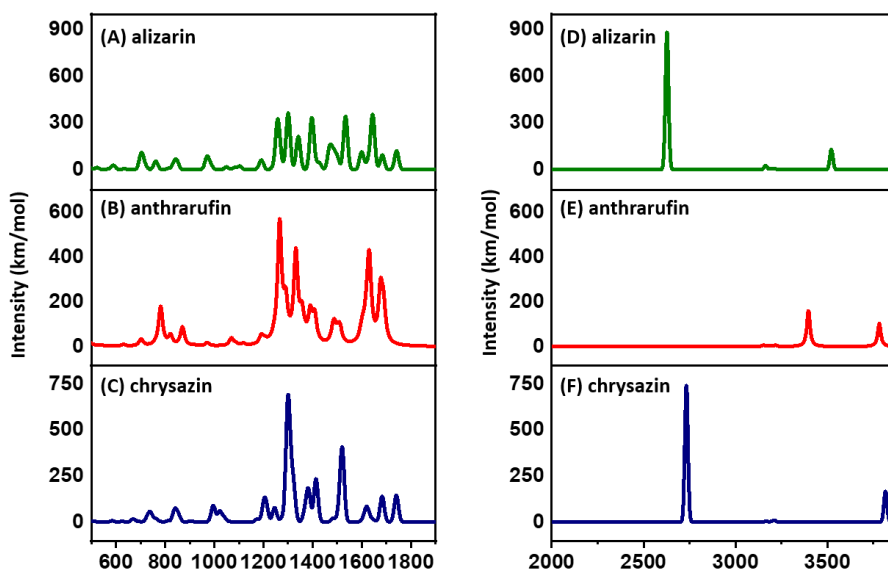 900
(A) alizarin
600
300
0
600
(B) anthrarufin
400
200
0
750
(C) chrysazin
500
250
0
Intensity (km/mol)
600 800 1000 1200 1400 1600 1800
900
(D) alizarin
600
300
0
600
(E) anthrarufin
400
200
0
750
(F) chrysazin
500
250
0
Intensity (km/mol)
2000 2500 3000 3500